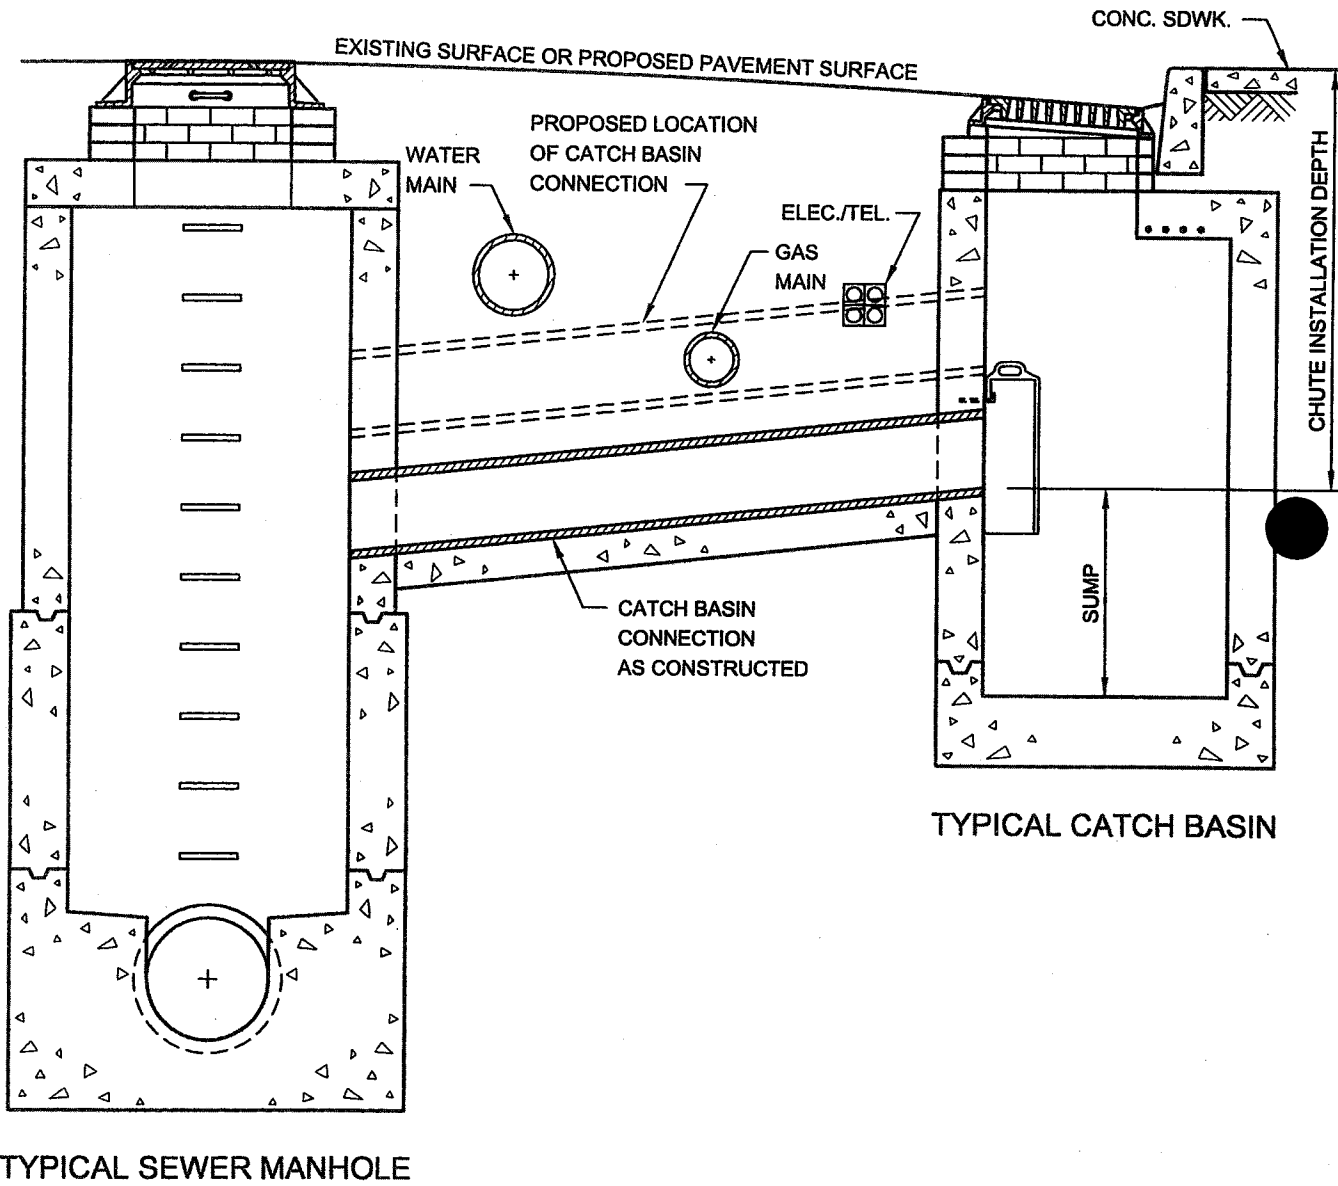 CONC. SDWK.
EXISTING SURFACE OR PROPOSED PAVEMENT SURFACE
PROPOSED LOCATION
OF CATCH BASIN
CONNECTION
WATER
MAIN
ELEC./TEL.
GAS
MAIN
CHUTE INSTALLATION DEPTH
SUMP
CATCH BASIN
CONNECTION
AS CONSTRUCTED
TYPICAL CATCH BASIN
TYPICAL SEWER MANHOLE